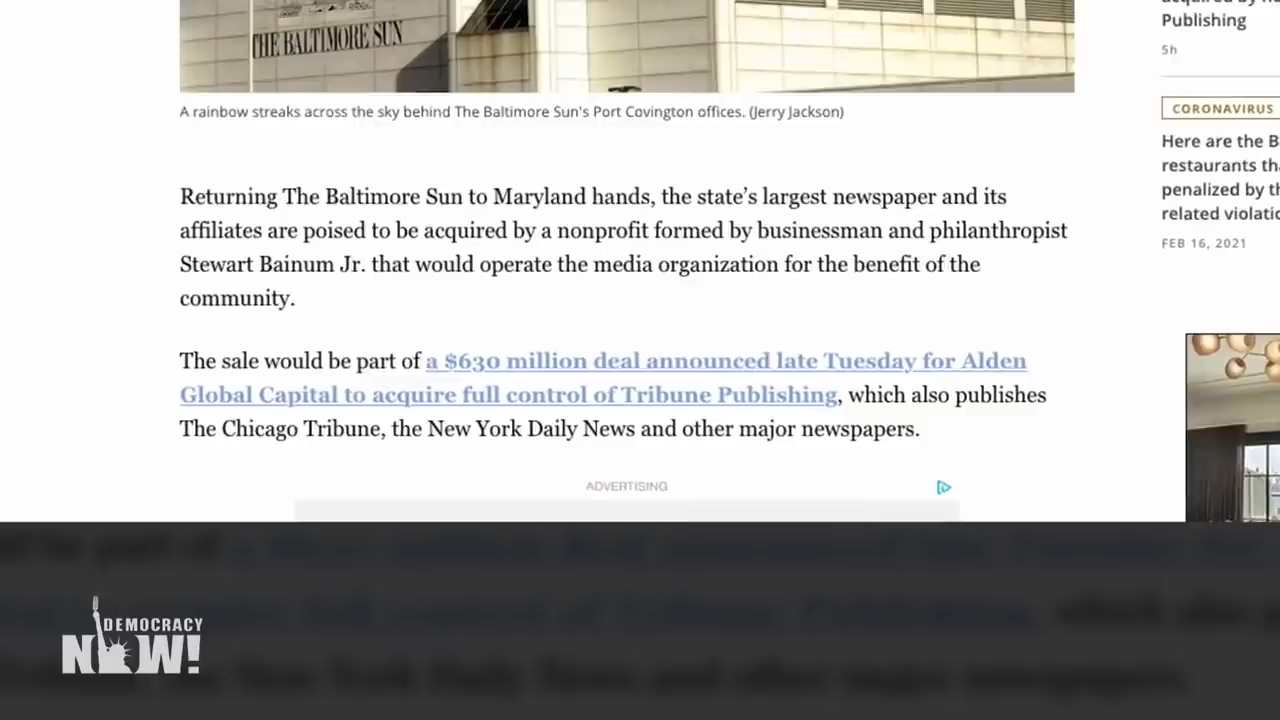 THE BALTIMORE SUN
A rainbow streaks across the sky behind The Baltimore Sun's Port Covington offices. (Jerry Jackson)
Returning The Baltimore Sun to Maryland hands, the state’s largest newspaper and its
affiliates are poised to be acquired by a nonprofit formed by businessman and philanthropist
Stewart Bainum Jr. that would operate the media organization for the benefit of the
community.
The sale would be part of a $630 million deal announced late Tuesday for Alden
Global Capital to acquire full control of Tribune Publishing, which also publishes
The Chicago Tribune, the New York Daily News and other major newspapers.
ADVERTISING
Publishing
5h
CORONAVIRUS
Here are the B
restaurants th
penalized by th
related violatio
FEB 16, 2021
DEMOCRACY
NOW!